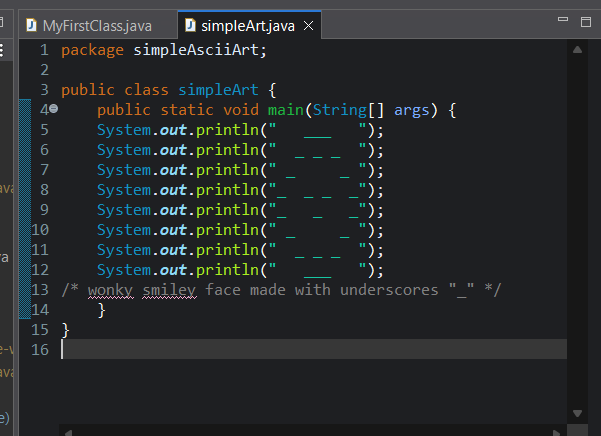 MyFirstClass.java simpleArt.java
1 package simpleAsciiArt;
2
3 public class simpleArt {
4     public static void main(String[] args) {
5     System.out.println("   ___   ");
6     System.out.println("  _ _ _  ");
7     System.out.println(" _     _ ");
8     System.out.println("_  _ _  _");
9     System.out.println("_   _   _");
10     System.out.println(" _     _ ");
11     System.out.println("  _ _ _  ");
12     System.out.println("   ___   ");
13 /* wonky smiley face made with underscores "_" */
14     }
15 }
16